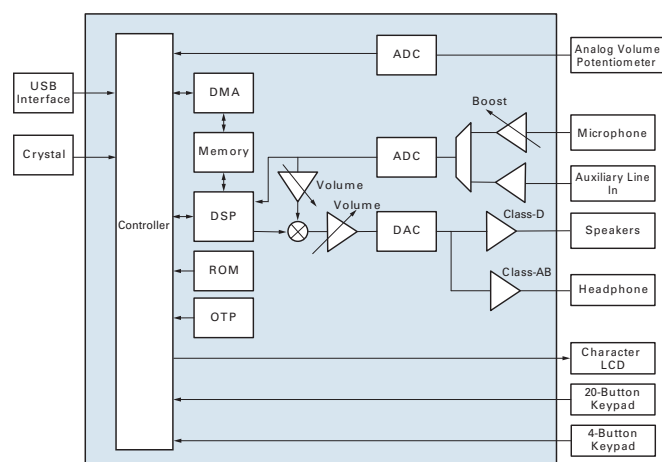 USB
Interface
Crystal
Controller
DMA
Memory
DSP
ROM
OTP
ADC
Boost
ADC
Volume
Volume
DAC
Class-D
Class-AB
Analog Volume
Potentiometer
Microphone
Auxiliary Line
In
Speakers
Headphone
Character
LCD
20-Button
Keypad
4-Button
Keypad